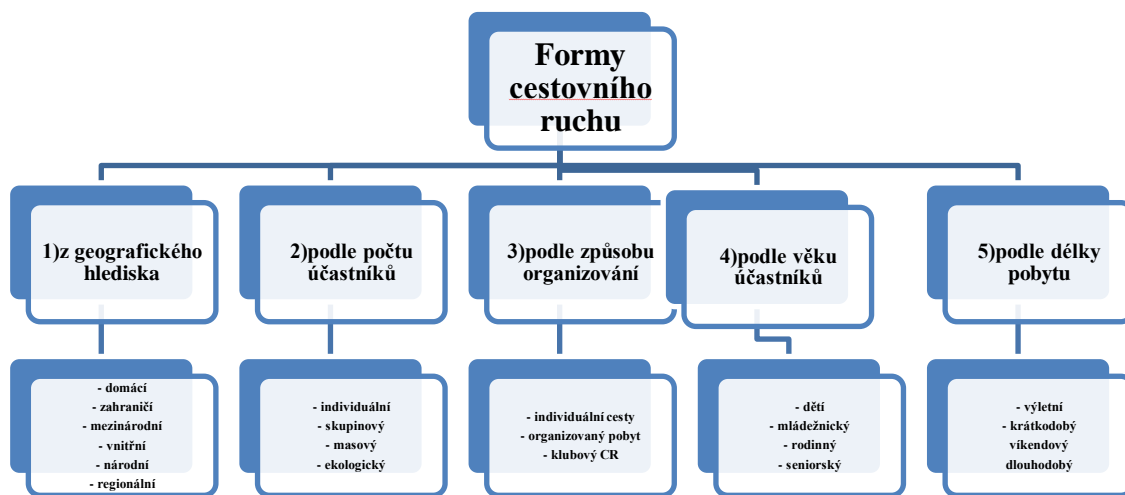 Formy
cestovního
ruchu
1)z geografického
hlediska
2)podle počtu
účastníků
3)podle způsobu
organizování
4)podle věku
účastníků
5)podle délky
pobytu
- domácí
- zahraničí
- mezinárodní
- vnitřní
- národní
- regionální
- individuální
- skupinový
- masový
- ekologický
- individuální cesty
- organizovaný pobyt
- klubový CR
- dětí
- mládežnický
- rodinný
- seniorský
- výletní
- krátkodobý
víkendový
dlouhodobý